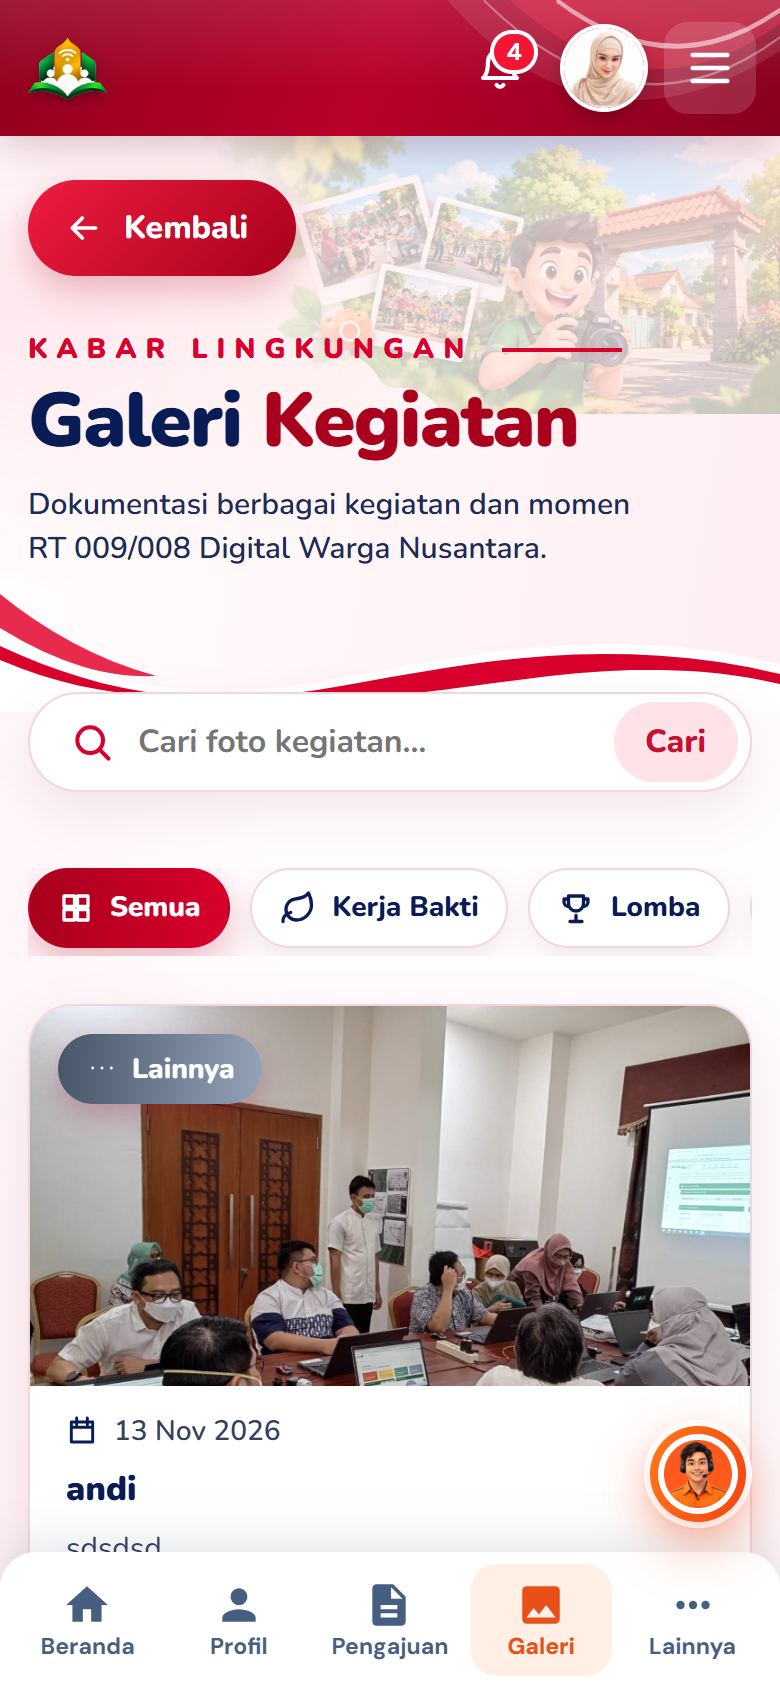 4
Kembali
KABAR LINGKUNGAN
Galeri Kegiatan
Dokumentasi berbagai kegiatan dan momen
RT 009/008 Digital Warga Nusantara.
Cari foto kegiatan...
Cari
Semua
Kerja Bakti
Lomba
Lainnya
13 Nov 2026
andi
sdsdsd
Beranda
Profil
Pengajuan
Galeri
Lainnya